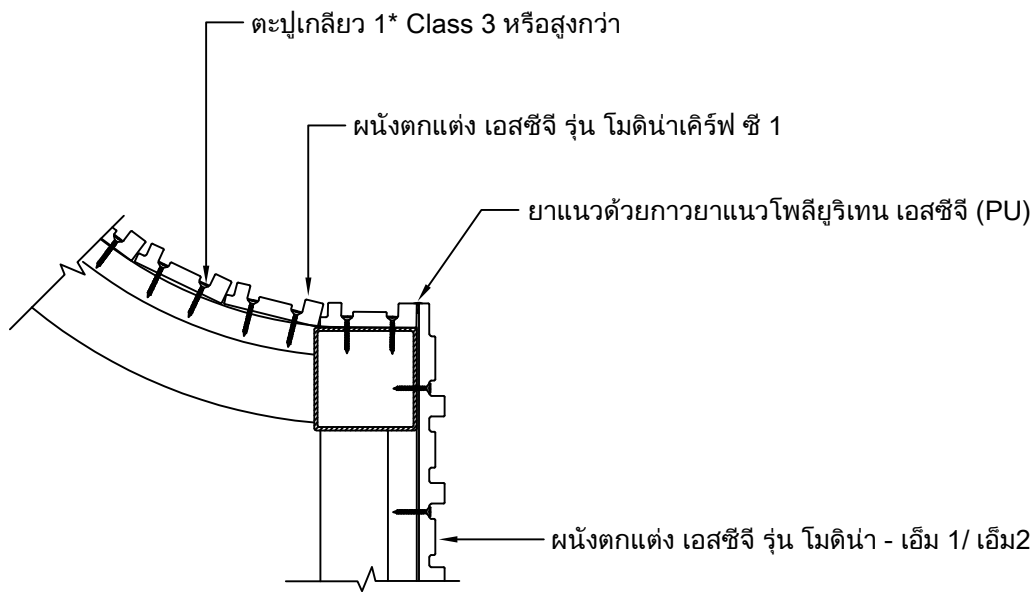 ตะปูเกลียว 1* Class 3 หรือสูงกว่า
ผนังตกแต่ง เอสซีจี รุ่น โมดิน่าเคิร์ฟ ซี 1
ยาแนวด้วยกาวยาแนวโพลียูริเทน เอสซีจี (PU)
ผนังตกแต่ง เอสซีจี รุ่น โมดิน่า - เอ็ม 1/ เอ็ม2